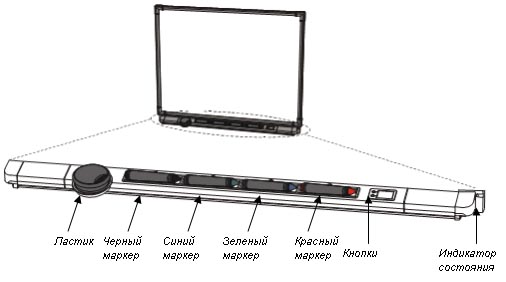 Ластик
Черный
маркер
Синий
маркер
Зеленый
маркер
Красный
маркер
Кнопки
Индикатор
состояния